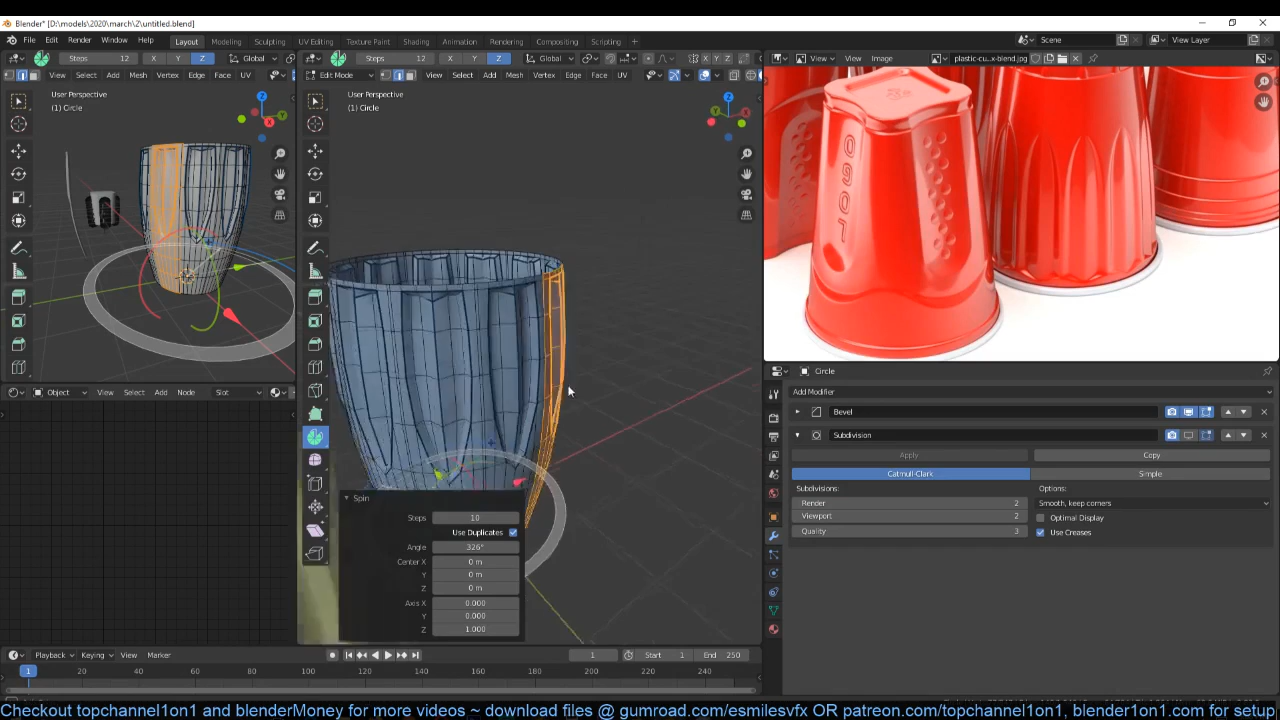 Blender* [D:\models\2020\march\2\untitled.blend]
File Edit Render Window Help Layout Modeling Sculpting UV Editing Texture Paint Shading Animation Rendering Compositing Scripting + Scene View Layer
Steps 12 X Y Z Global Steps 12 X Y Z Global View Image plastic-cu..x-blend.jpg
View Select Add Mesh Vertex Edge Face UV Edit Mode View Select Add Mesh Vertex Edge Face UV
User Perspective User Perspective
(1) Circle (1) Circle
LOGO
Circle
Add Modifier
Bevel
Subdivision
Apply Copy
Catmull-Clark Simple
Subdivisions: Options:
Render 2 Smooth, keep corners
Viewport 2 Optimal Display
Quality 3 Use Creases
Object View Select Add Node Slot
Spin
Steps 10
Use Duplicates
Angle 326°
Center X 0 m
Y 0 m
Z 0 m
Axis X 0.000
Y 0.000
Z 1.000
Playback Keying View Marker 1 Start 1 End 250
1 20 40 60 80 100 120 140 160 180 200 220 240
Checkout topchannel1on1 and blenderMoney for more videos ~ download files @ gumroad.com/esmilesvfx OR patreon.com/topchannel1on1, blender1on1.com for setup